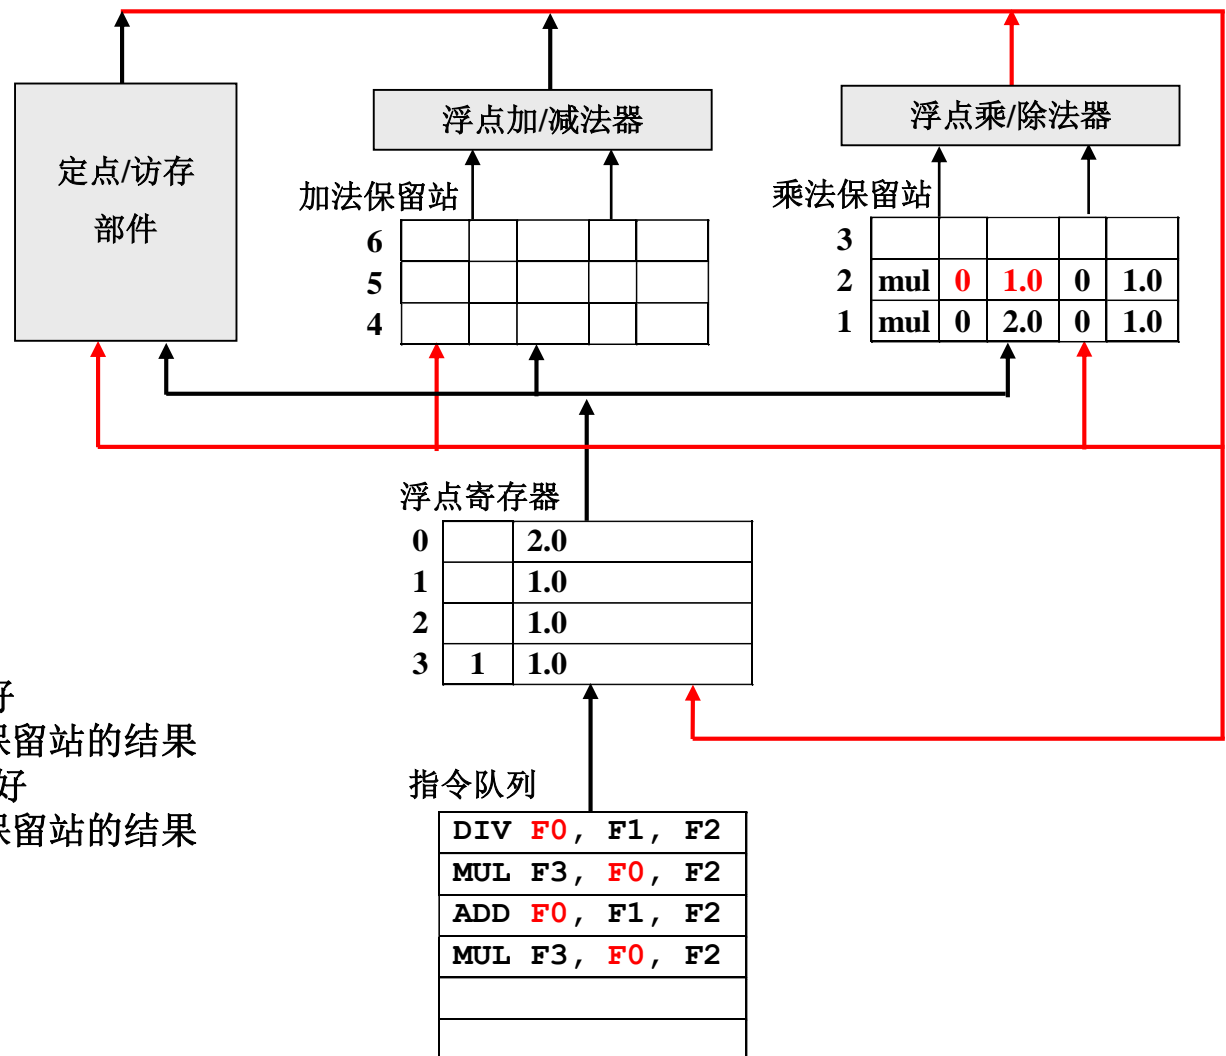 定点/访存
部件
浮点加/减法器
浮点乘/除法器
加法保留站
6
5
4
乘法保留站
3
2 mul 0 1.0 0 1.0
1 mul 0 2.0 0 1.0
浮点寄存器
0 2.0
1 1.0
2 1.0
3 1 1.0
好
保留站的结果
好
保留站的结果
指令队列
DIV F0, F1, F2
MUL F3, F0, F2
ADD F0, F1, F2
MUL F3, F0, F2